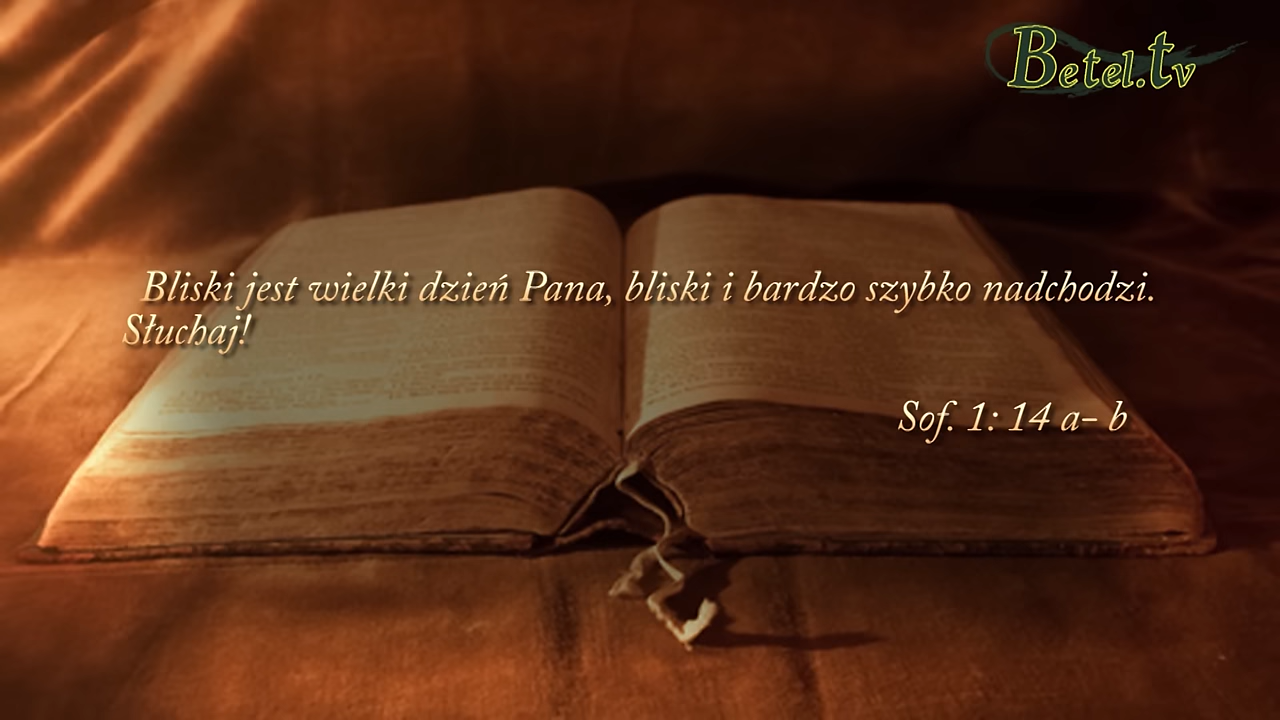 Betel.tv
Bliski jest wielki dzień Pana, bliski i bardzo szybko nadchodzi.
Słuchaj!
Sof. 1: 14 a- b